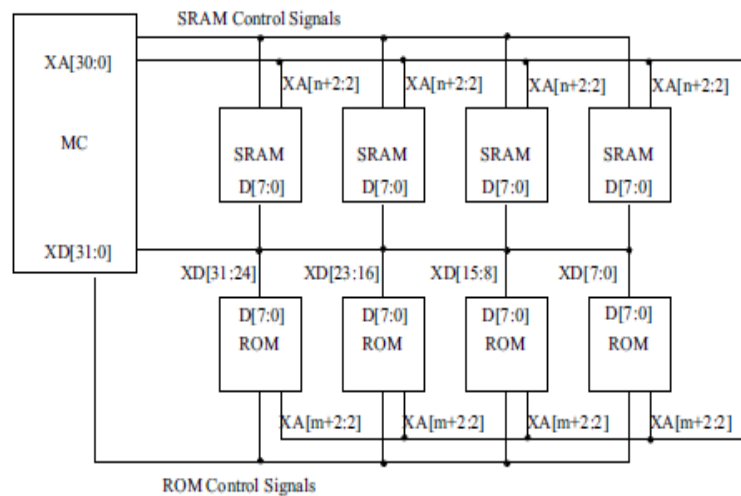 SRAM Control Signals
XA[30:0]
XA[n+2:2] XA[n+2:2] XA[n+2:2] XA[n+2:2]
MC
SRAM SRAM SRAM SRAM
D[7:0] D[7:0] D[7:0] D[7:0]
XD[31:0]
XD[31:24] XD[23:16] XD[15:8] XD[7:0]
D[7:0] D[7:0] D[7:0] D[7:0]
ROM ROM ROM ROM
XA[m+2:2] XA[m+2:2] XA[m+2:2] XA[m+2:2]
ROM Control Signals